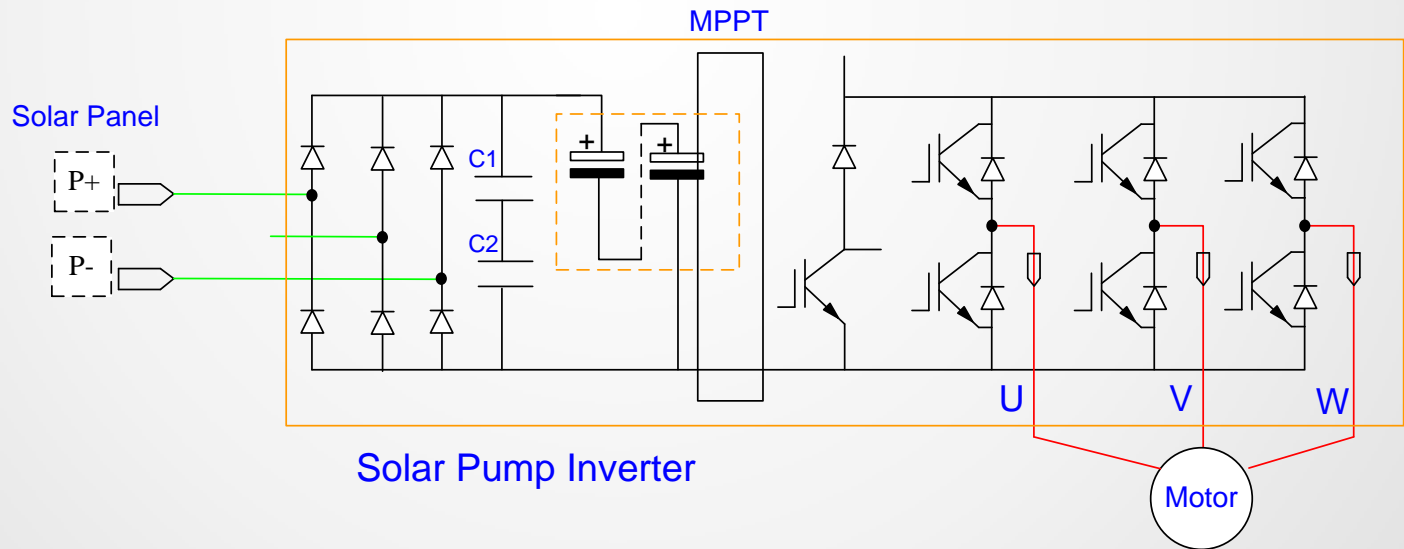 MPPT
Solar Panel
P+
P-
C1
C2
+
+
U
V
W
Solar Pump Inverter
Motor